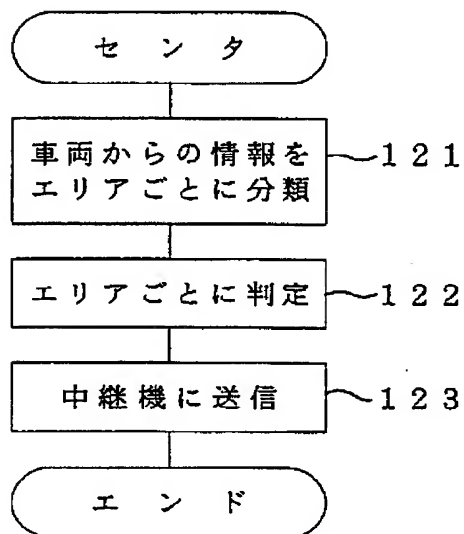 センタ
車両からの情報を
エリアごとに分類
121
エリアごとに判定
122
中継機に送信
123
エンド